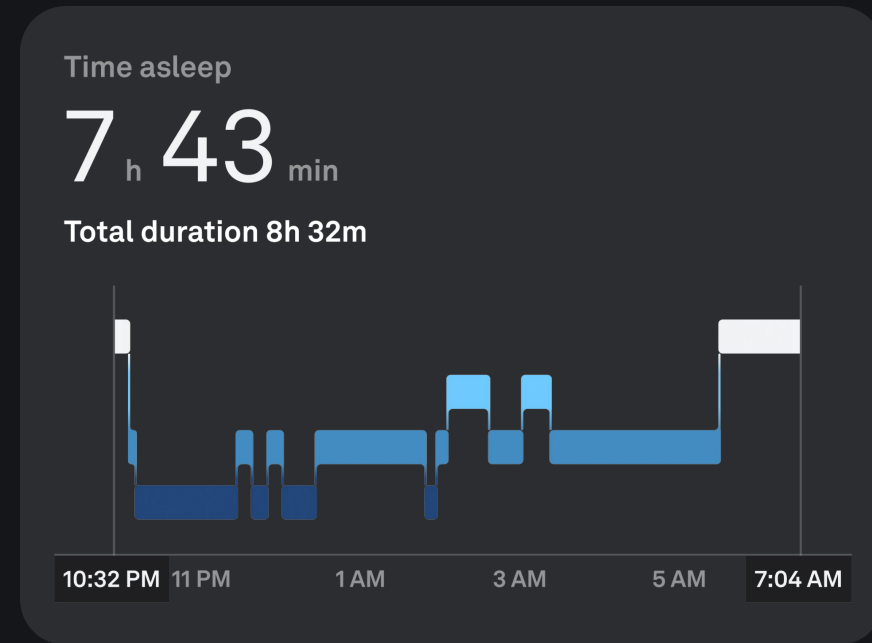 Time asleep
7 h 43 min
Total duration 8h 32m
10:32 PM 11 PM 1 AM 3 AM 5 AM 7:04 AM